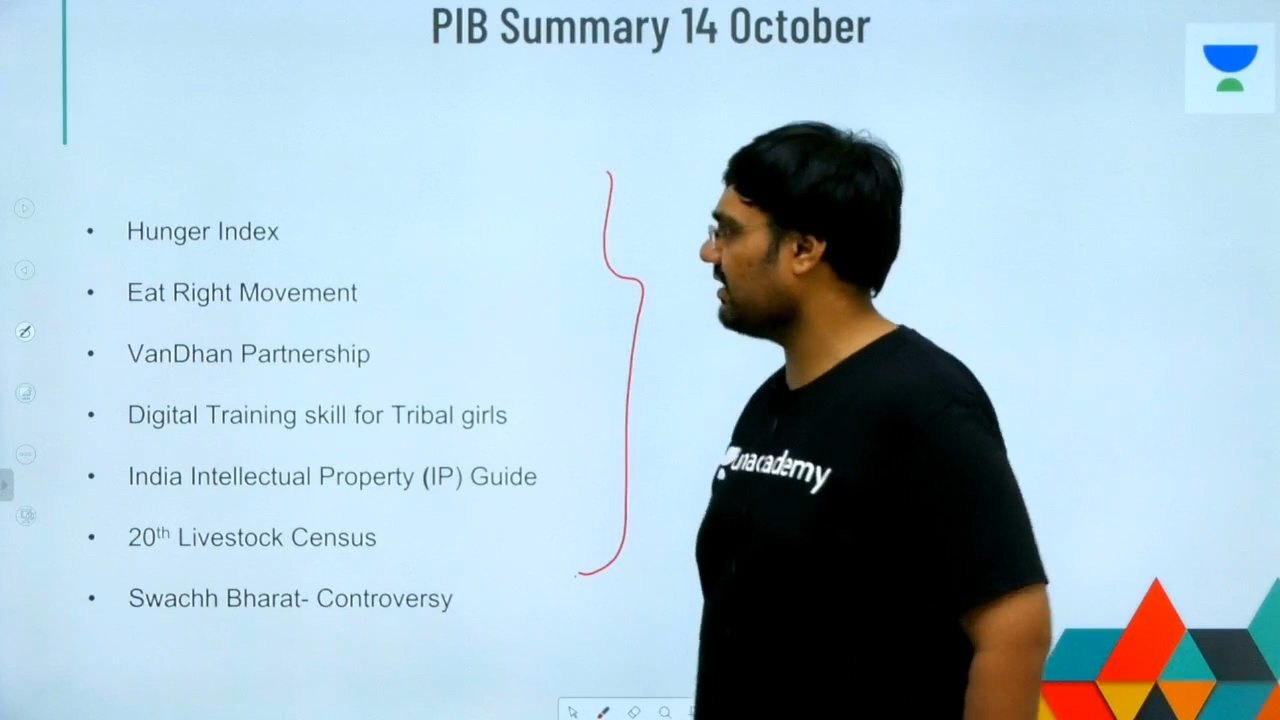 PIB Summary 14 October
• Hunger Index
• Eat Right Movement
• VanDhan Partnership
• Digital Training skill for Tribal girls
• India Intellectual Property (IP) Guide
• 20th Livestock Census
• Swachh Bharat- Controversy
unacademy